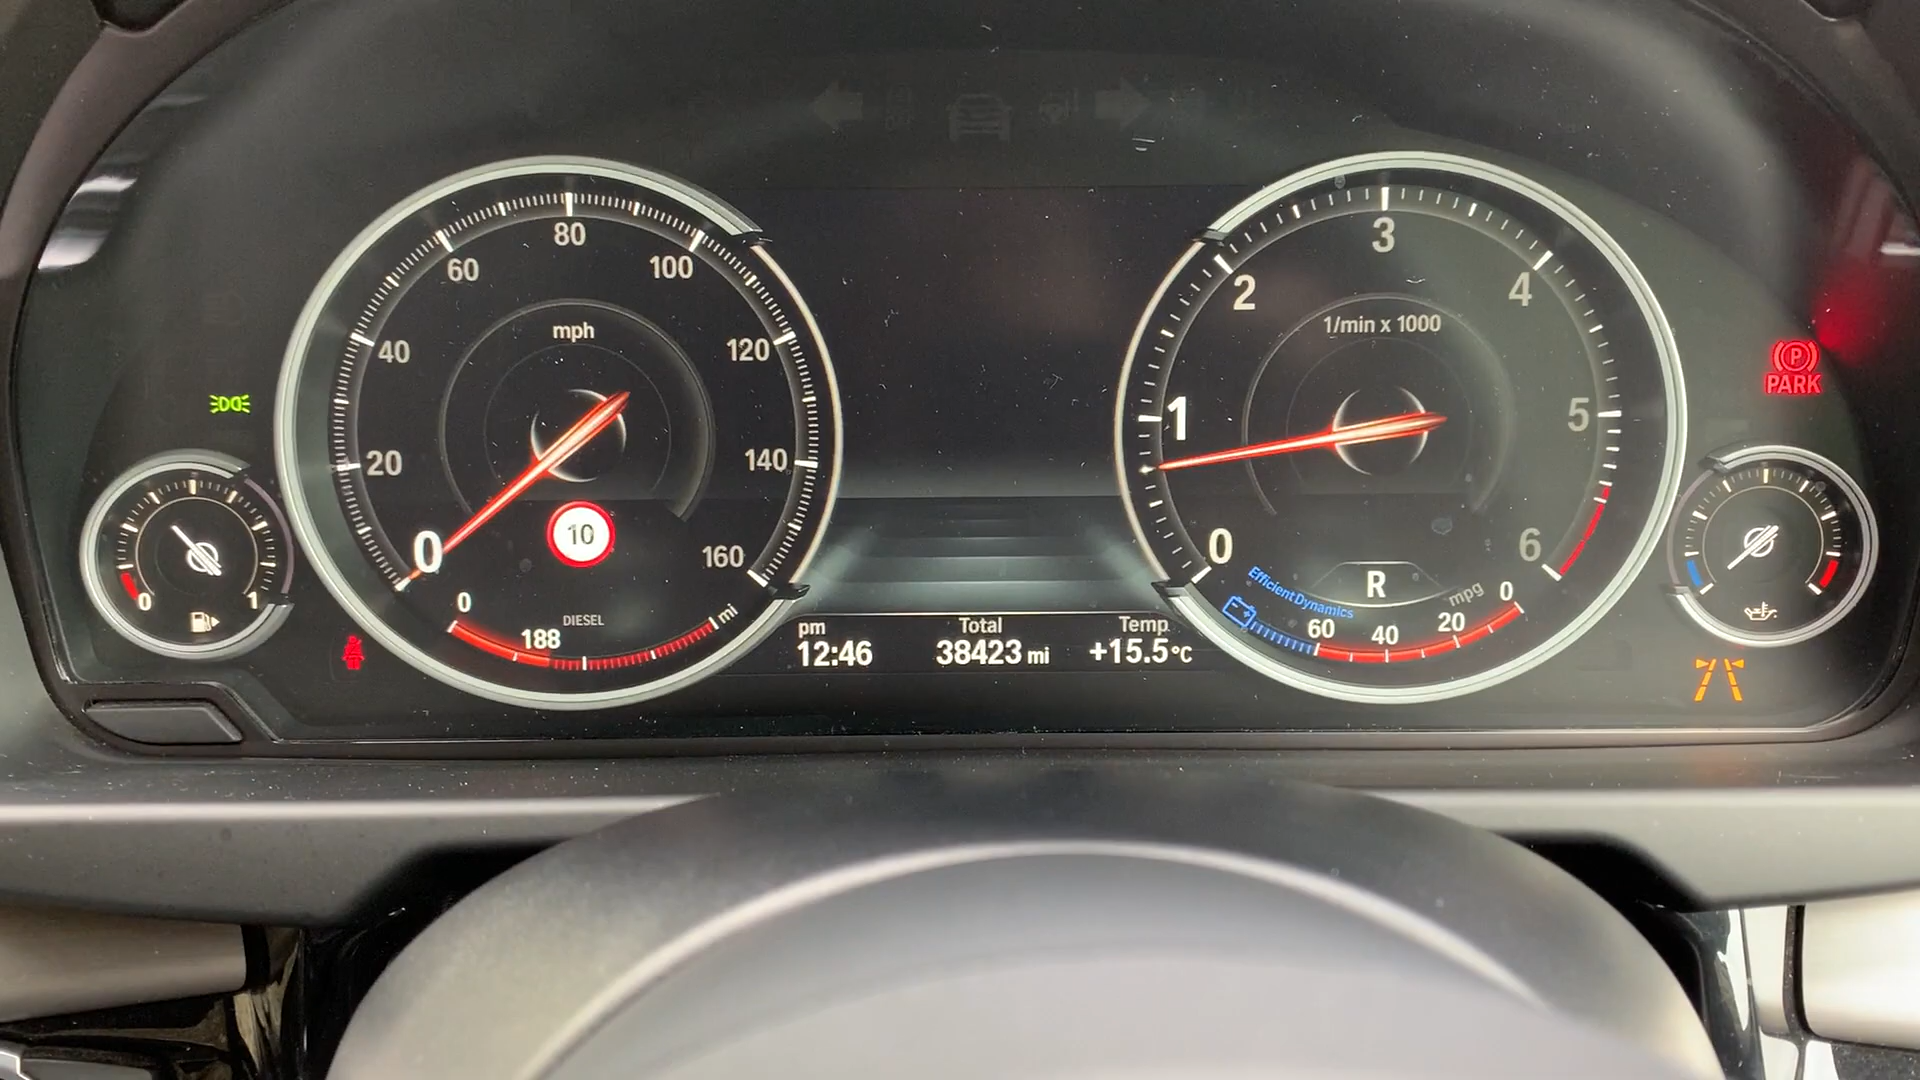 80
60
100
40
120
20
140
0
160
mph
10
0
188
DIESEL
mi
0
1
pm
12:46
Total
38423 mi
Temp
+15.5°C
3
2
4
1
5
0
6
1/min x 1000
R
EfficientDynamics
mpg
60
40
20
0
P
PARK